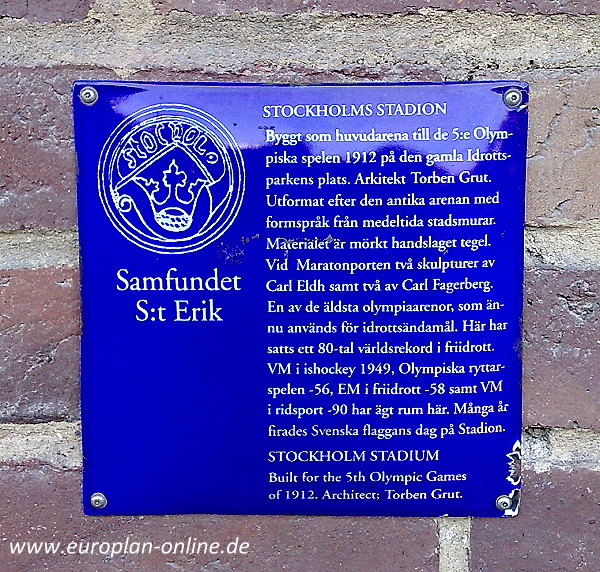 STOCKHOLMS STADION
Byggt som huvudarena till de 5:e Olym-
piska spelen 1912 på den gamla Idrotts-
parkens plats. Arkitekt Torben Grut.
Utformat efter den antika arenan med
formspråk från medeltida stadsmurar.
Materialet är mörkt handslaget tegel.
Vid Maratonporten två skulpturer av
Carl Eldh samt två av Carl Fagerberg.
En av de äldsta olympiaarenor, som än-
nu används för idrottsändamål. Här har
satts ett 80-tal världsrekord i friidrott.
VM i ishockey 1949, Olympiska ryttar-
spelen -56, EM i friidrott -58 samt VM
i ridsport -90 har ägt rum här. Många år
firades Svenska flaggans dag på Stadion.
STOCKHOLM STADIUM
Built for the 5th Olympic Games
of 1912. Architect; Torben Grut.
STOCHOLD
Samfundet
S:t Erik
www.europlan-online.de